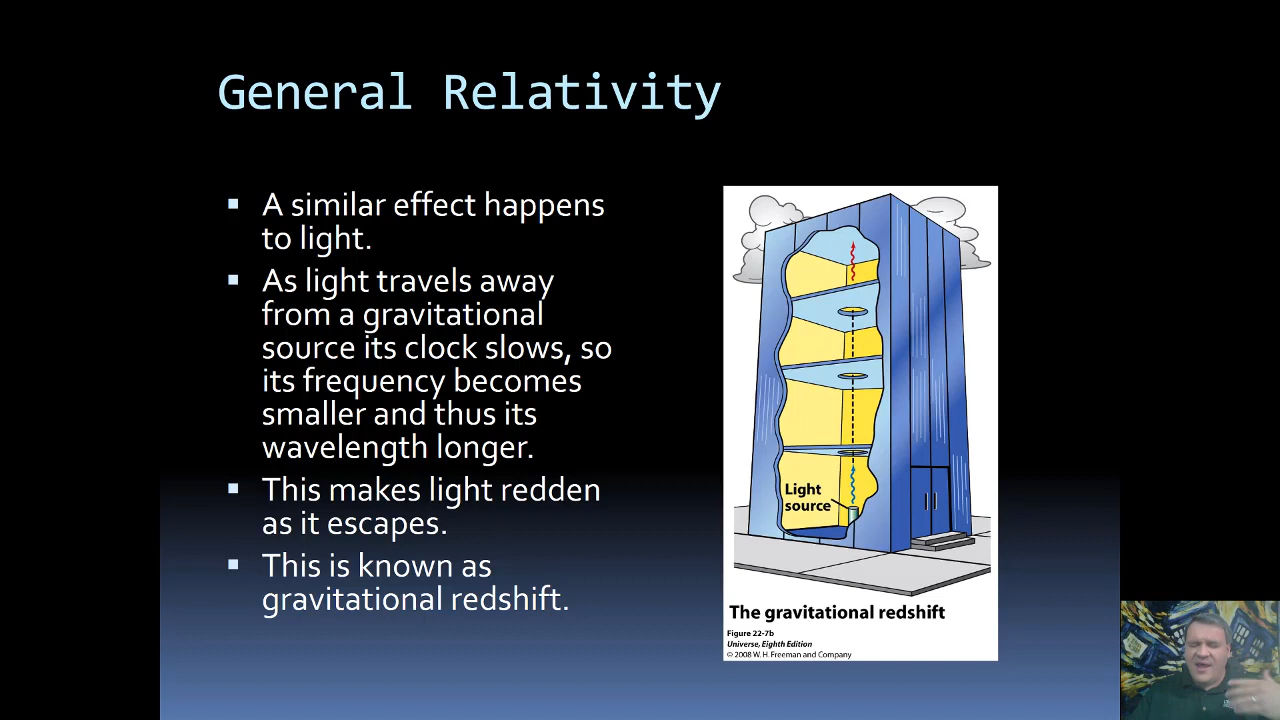 General Relativity
A similar effect happens
to light.
As light travels away
from a gravitational
source its clock slows, so
its frequency becomes
smaller and thus its
wavelength longer.
This makes light redden
as it escapes.
This is known as
gravitational redshift.
Light
source
The gravitational redshift
Figure 22-7b
Universe, Eighth Edition
© 2008 W. H. Freeman and Company